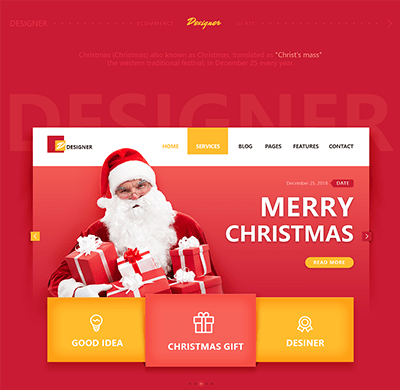 DESIGNER
ECOMMERCE
Designer
Christmas (Christmas) also known as Christmas, translated as "Christ's mass"
the western traditional festival, in December 25 every year.
DESIGNER
DESIGNER
HOME
SERVICES
BLOG
PAGES
FEATURES
CONTACT
December 25, 2018
DATE
MERRY
CHRISTMAS
READ MORE
GOOD IDEA
CHRISTMAS GIFT
DESINER